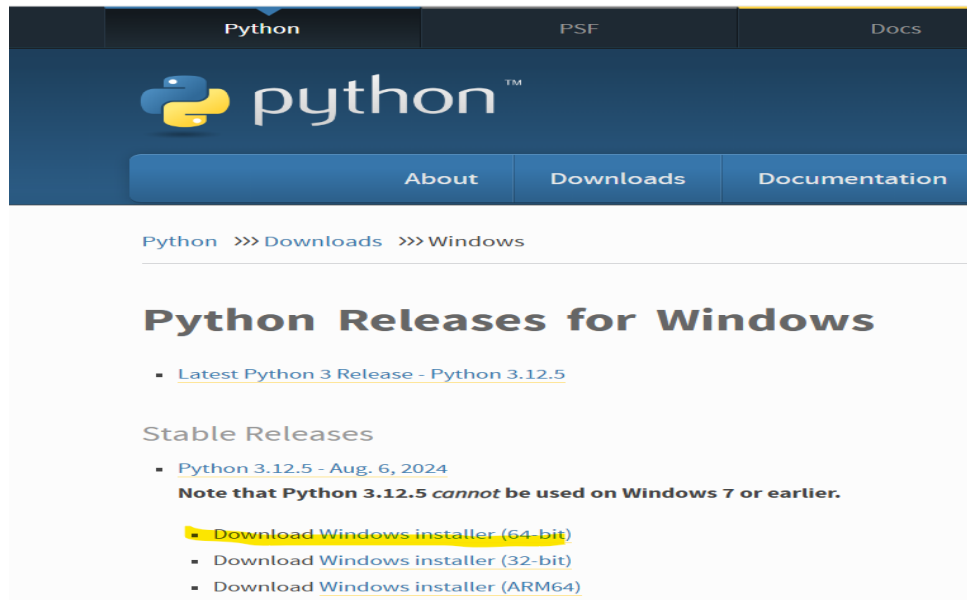 Python PSF Docs
python™
About Downloads Documentation
Python >>> Downloads >>> Windows
Python Releases for Windows
Latest Python 3 Release - Python 3.12.5
Stable Releases
Python 3.12.5 - Aug. 6, 2024
Note that Python 3.12.5 cannot be used on Windows 7 or earlier.
Download Windows installer (64-bit)
Download Windows installer (32-bit)
Download Windows installer (ARM64)